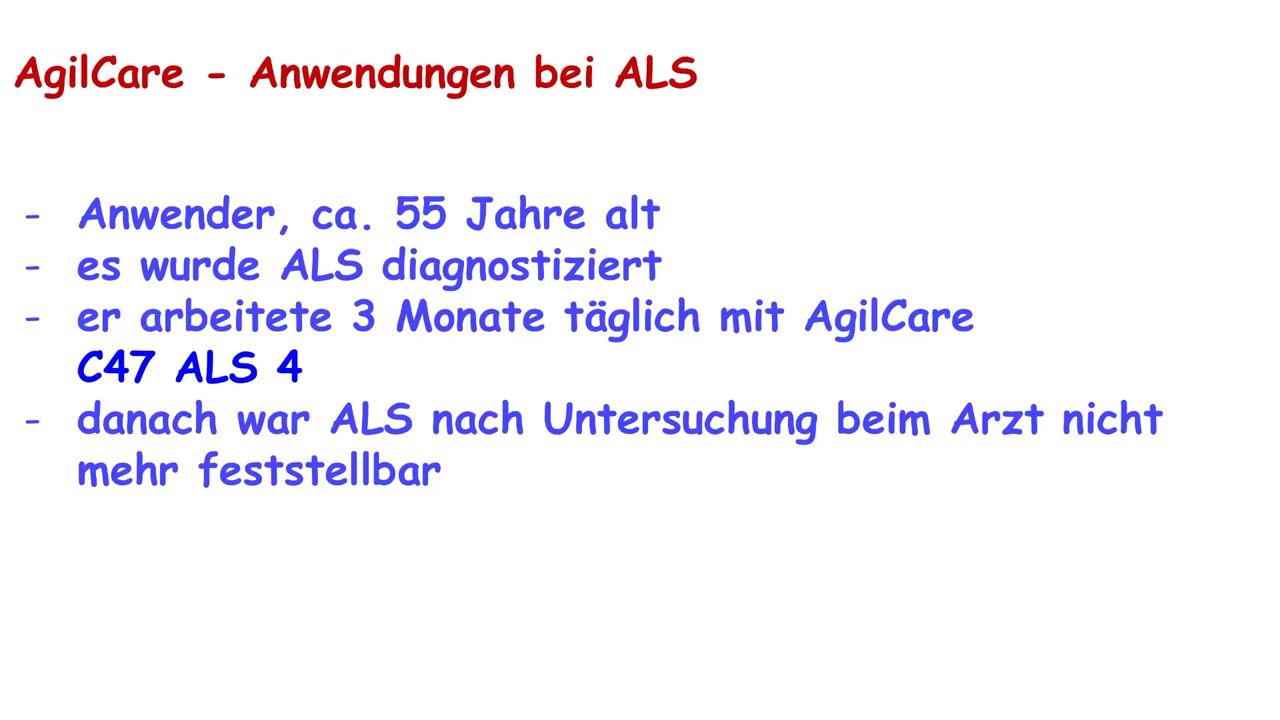 AgilCare - Anwendungen bei ALS
- Anwender, ca. 55 Jahre alt
- es wurde ALS diagnostiziert
- er arbeitete 3 Monate täglich mit AgilCare
C47 ALS 4
- danach war ALS nach Untersuchung beim Arzt nicht
mehr feststellbar